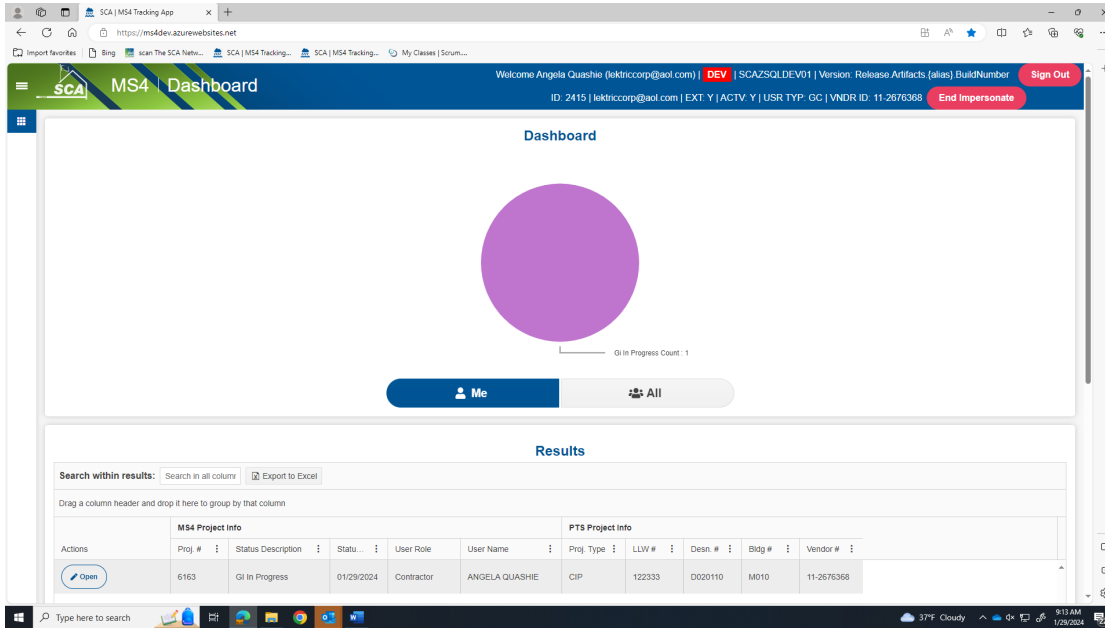 SCA | MS4 Tracking App
https://ms4dev.azurewebsites.net
Import favorites Bing scan The SCA Netw... SCA | MS4 Tracking... SCA | MS4 Tracking... My Classes | Scrum....
SCA MS4 | Dashboard
Welcome Angela Quashie (lektriccorp@aol.com) | DEV | SCAZSQLDEV01 | Version: Release.Artifacts.{alias}.BuildNumber Sign Out
ID: 2415 | lektriccorp@aol.com | EXT: Y | ACTV: Y | USR TYP: GC | VNDR ID: 11-2676368 End Impersonate
Dashboard
Gi In Progress Count : 1
Me All
Results
Search within results: Search in all colum Export to Excel
Drag a column header and drop it here to group by that column
MS4 Project Info PTS Project Info
Actions Proj. # Status Description Statu... User Role User Name Proj. Type LLW # Desn. # Bldg # Vendor #
Open 6163 GI In Progress 01/29/2024 Contractor ANGELA QUASHIE CIP 122333 D020110 M010 11-2676368
Type here to search 37°F Cloudy 9:13 AM
1/29/2024